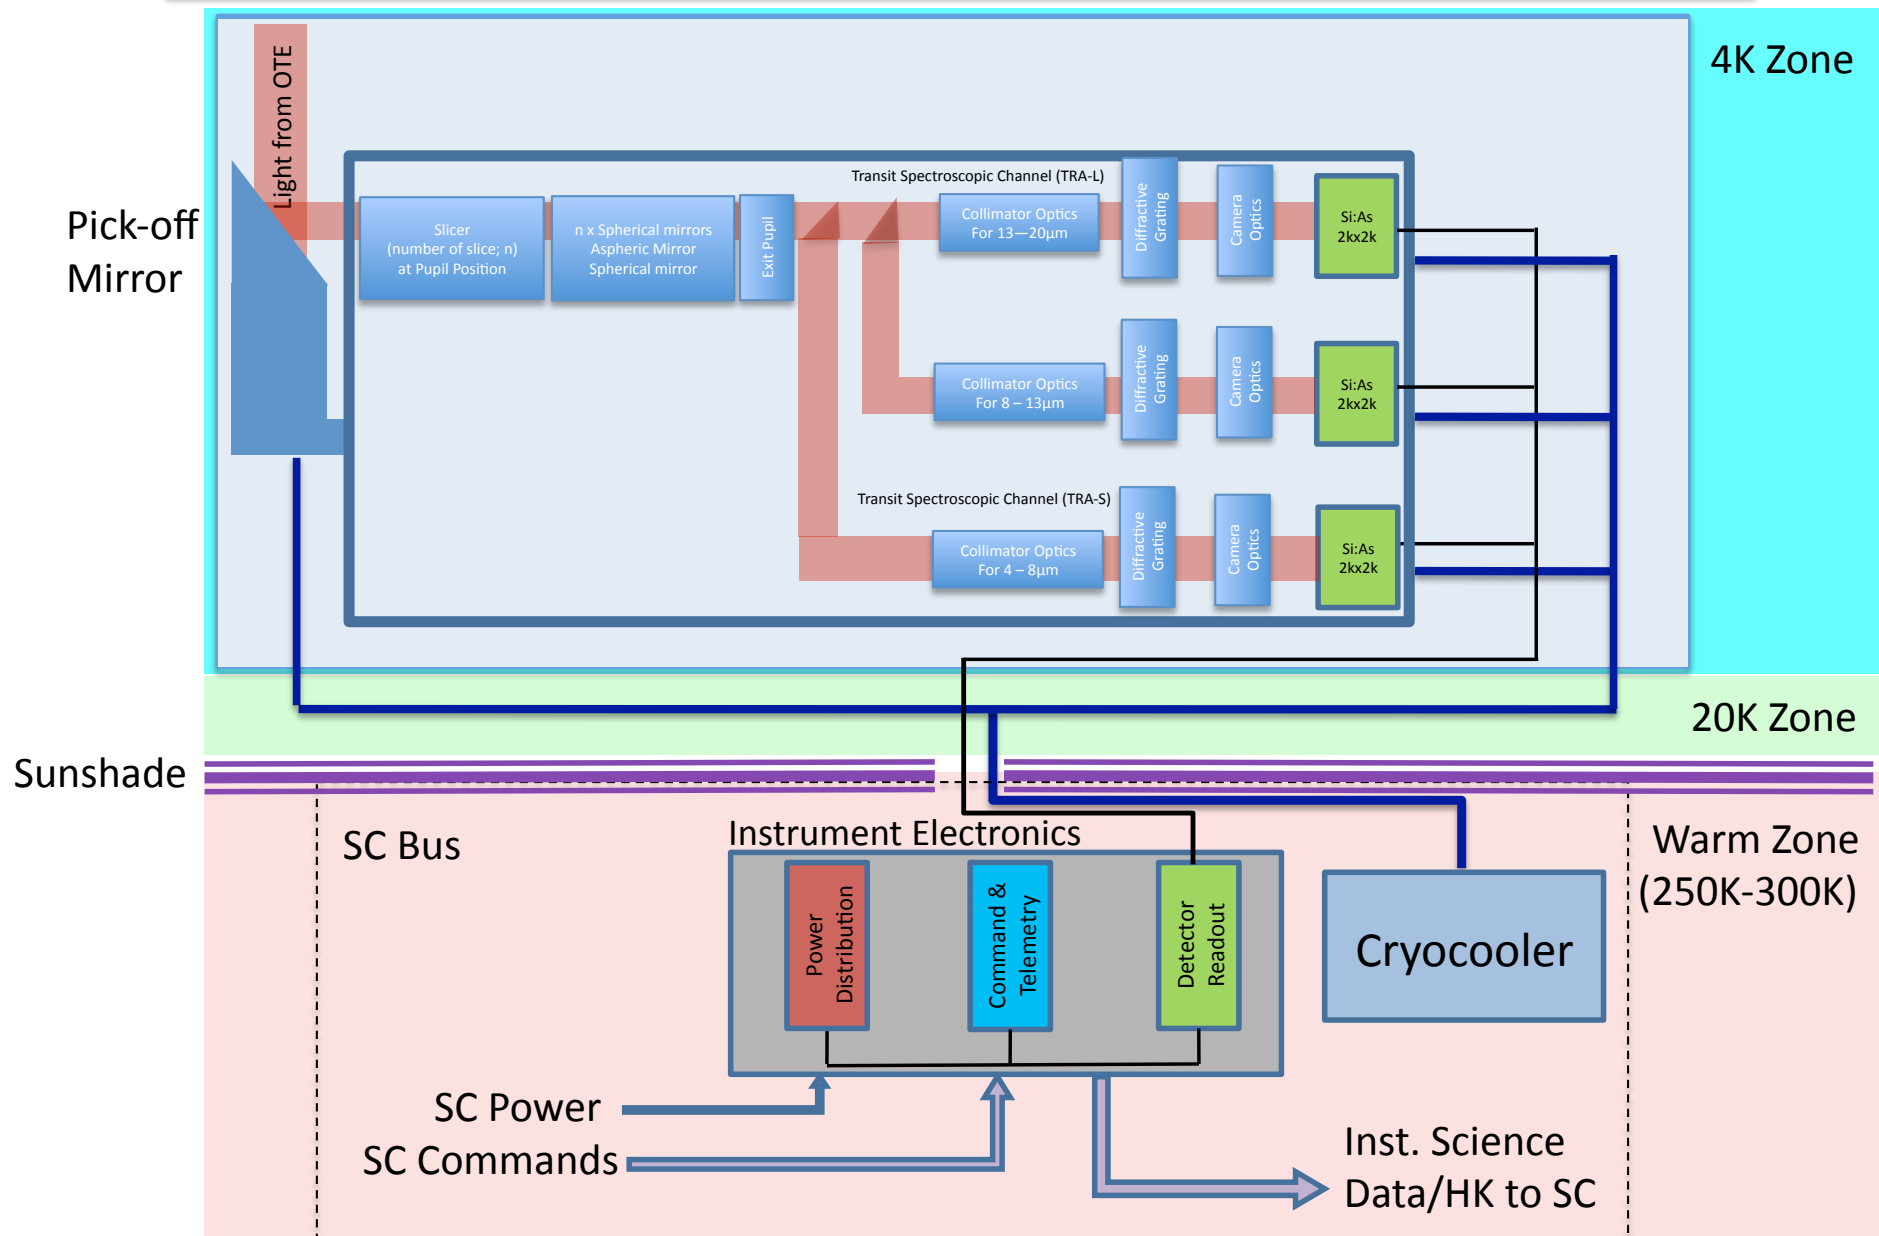 4K Zone
Light from OTE
Pick-off
Mirror
Slicer
(number of slice; n)
at Pupil Position
n x Spherical mirrors
Aspheric Mirror
Spherical mirror
Exit Pupil
Transit Spectroscopic Channel (TRA-L)
Collimator Optics
For 13—20μm
Diffractive
Grating
Camera
Optics
Si:As
2kx2k
Collimator Optics
For 8 – 13μm
Diffractive
Grating
Camera
Optics
Si:As
2kx2k
Transit Spectroscopic Channel (TRA-S)
Collimator Optics
For 4 – 8μm
Diffractive
Grating
Camera
Optics
Si:As
2kx2k
20K Zone
Sunshade
SC Bus
Instrument Electronics
Warm Zone
(250K-300K)
Power
Distribution
Command &
Telemetry
Detector
Readout
Cryocooler
SC Power
SC Commands
Inst. Science
Data/HK to SC